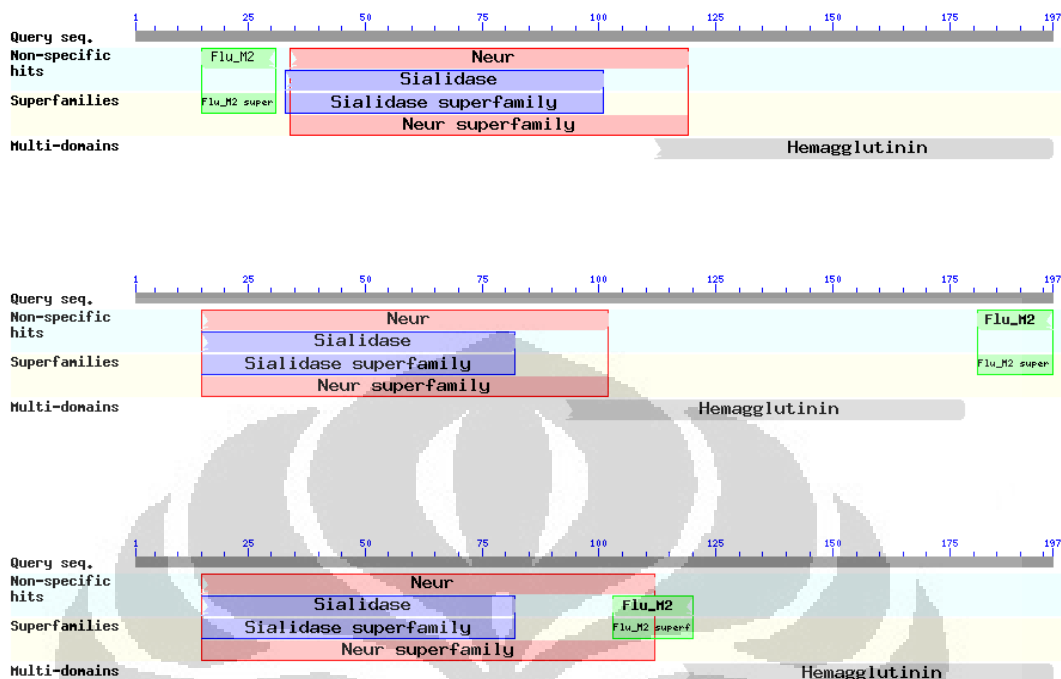 1 25 50 75 100 125 150 175 197
Query seq.
Non-specific hits Flu_M2 Neur
Sialidase
Superfamilies Flu_M2 super Sialidase superfamily
Neur superfamily
Multi-domains Hemagglutinin
1 25 50 75 100 125 150 175 197
Query seq.
Non-specific hits Neur Flu_M2
Sialidase
Superfamilies Sialidase superfamily Flu_M2 super
Neur superfamily
Multi-domains Hemagglutinin
1 25 50 75 100 125 150 175 197
Query seq.
Non-specific hits Neur
Sialidase Flu_M2
Superfamilies Sialidase superfamily Flu_M2 superf
Neur superfamily
Multi-domains Hemagglutinin